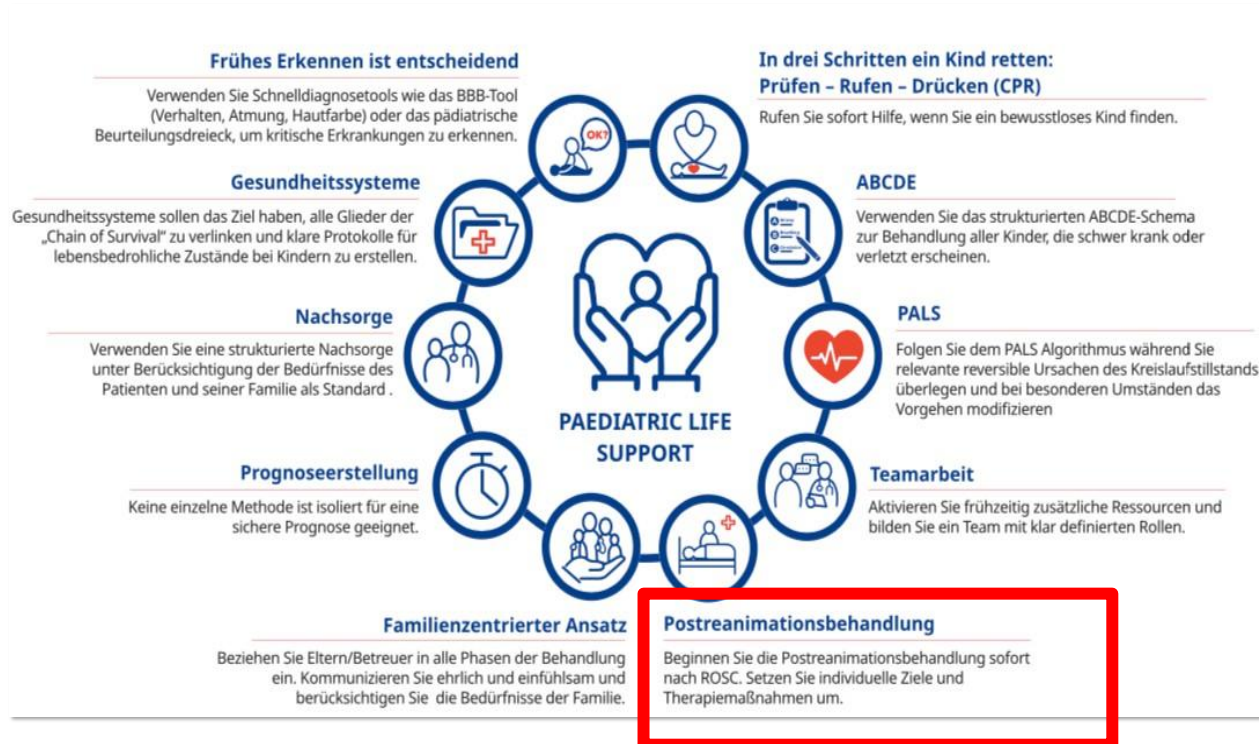 Frühes Erkennen ist entscheidend
Verwenden Sie Schnelldiagnosetools wie das BBB-Tool
(Verhalten, Atmung, Hautfarbe) oder das pädiatrische
Beurteilungsdreieck, um kritische Erkrankungen zu erkennen.
OK?
In drei Schritten ein Kind retten:
Prüfen – Rufen – Drücken (CPR)
Rufen Sie sofort Hilfe, wenn Sie ein bewusstloses Kind finden.
Gesundheitssysteme
Gesundheitssysteme sollen das Ziel haben, alle Glieder der
„Chain of Survival“ zu verlinken und klare Protokolle für
lebensbedrohliche Zustände bei Kindern zu erstellen.
ABCDE
Verwenden Sie das strukturierten ABCDE-Schema
zur Behandlung aller Kinder, die schwer krank oder
verletzt erscheinen.
Nachsorge
Verwenden Sie eine strukturierte Nachsorge
unter Berücksichtigung der Bedürfnisse des
Patienten und seiner Familie als Standard .
PALS
Folgen Sie dem PALS Algorithmus während Sie
relevante reversible Ursachen des Kreislaufstillstands
überlegen und bei besonderen Umständen das
Vorgehen modifizieren
PAEDIATRIC LIFE
SUPPORT
Prognoseerstellung
Keine einzelne Methode ist isoliert für eine
sichere Prognose geeignet.
Teamarbeit
Aktivieren Sie frühzeitig zusätzliche Ressourcen und
bilden Sie ein Team mit klar definierten Rollen.
Familienzentrierter Ansatz
Beziehen Sie Eltern/Betreuer in alle Phasen der Behandlung
ein. Kommunizieren Sie ehrlich und einfühlsam und
berücksichtigen Sie die Bedürfnisse der Familie.
Postreanimationsbehandlung
Beginnen Sie die Postreanimationsbehandlung sofort
nach ROSC. Setzen Sie individuelle Ziele und
Therapiemaßnahmen um.